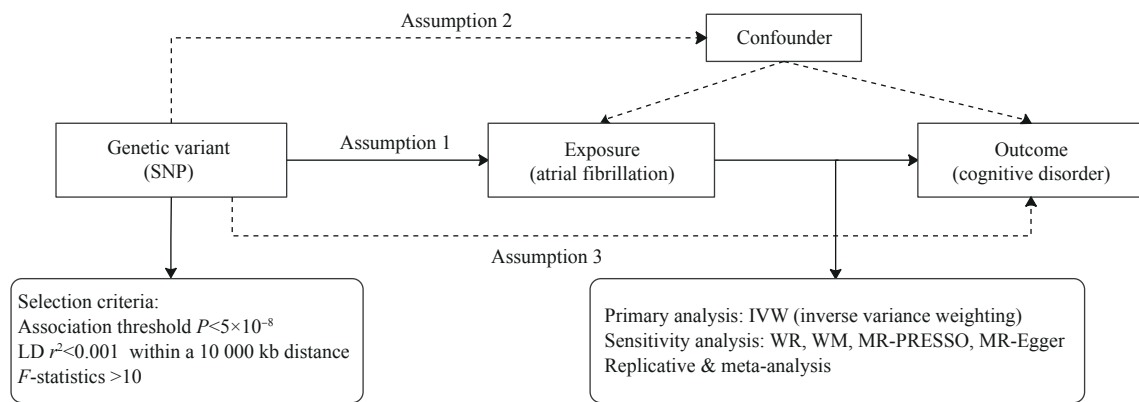 Assumption 2
Confounder
Genetic variant
(SNP)
Assumption 1
Exposure
(atrial fibrillation)
Outcome
(cognitive disorder)
Assumption 3
Selection criteria:
Association threshold P<5×10⁻⁸
LD r²<0.001 within a 10 000 kb distance
F-statistics >10
Primary analysis: IVW (inverse variance weighting)
Sensitivity analysis: WR, WM, MR-PRESSO, MR-Egger
Replicative & meta-analysis